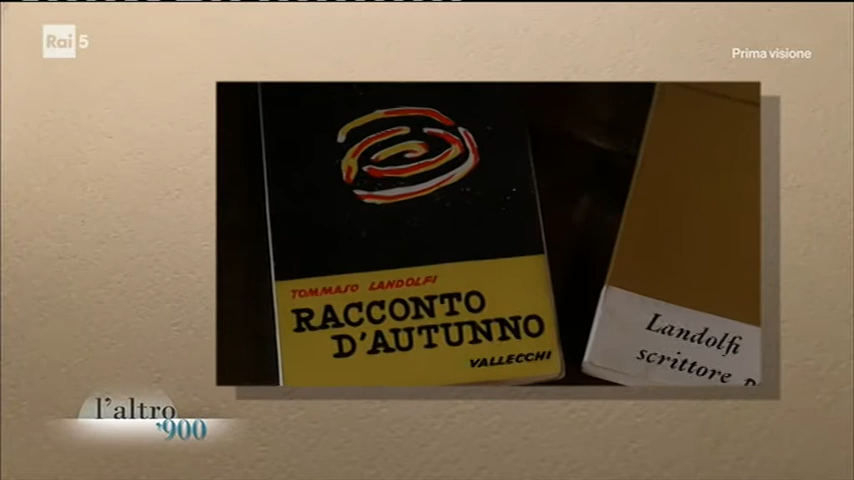 Rai 5
Prima visione
TOMMASO LANDOLFI
RACCONTO
D'AUTUNNO
VALLECCHI
Landolfi
scrittore
l'altro
'900